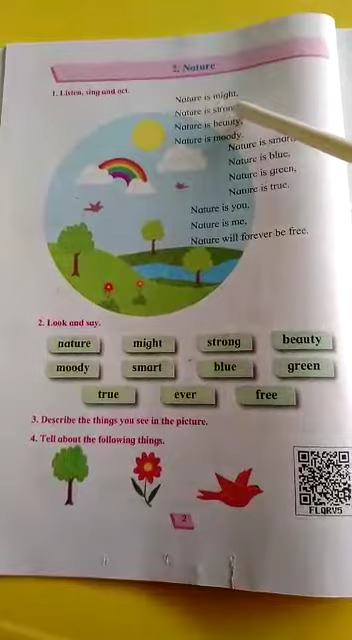 2. Nature
1. Listen, sing and act.
Nature is might,
Nature is strong
Nature is beauty,
Nature is moody.
Nature is smart,
Nature is blue,
Nature is green,
Nature is true.
Nature is you,
Nature is me,
Nature will forever be free.
2. Look and say.
nature might strong beauty
moody smart blue green
true ever free
3. Describe the things you see in the picture.
4. Tell about the following things.
FLQRV5
2